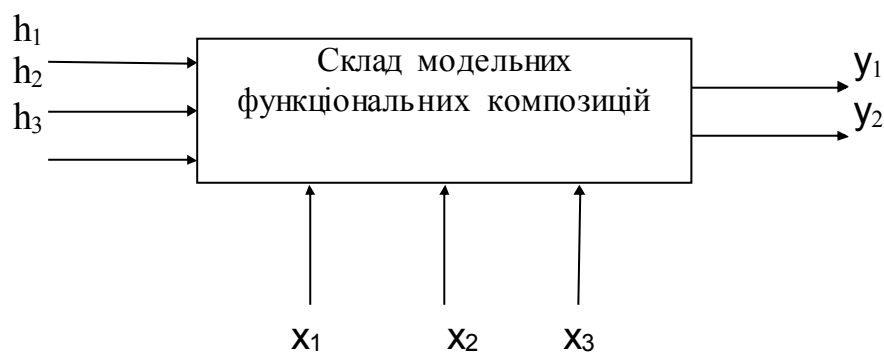 h₁
h₂
h₃
Склад модельних
функціональних композицій
y₁
y₂
x₁
x₂
x₃